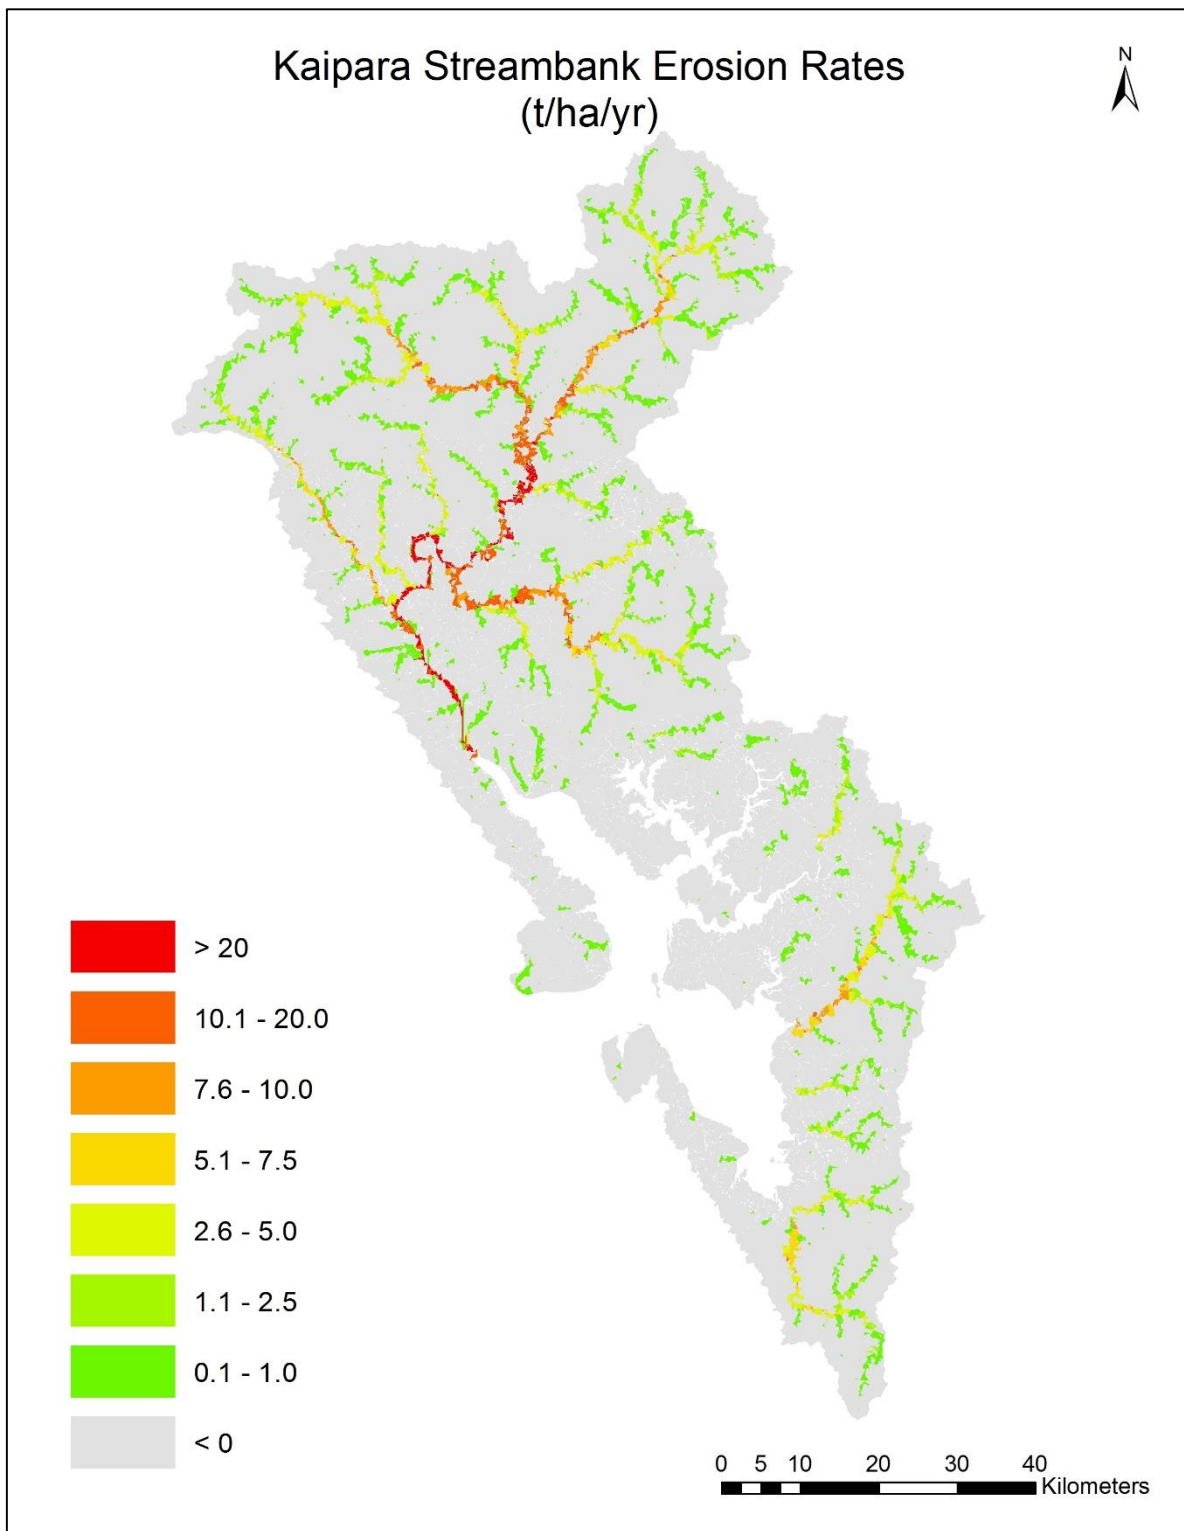 Kaipara Streambank Erosion Rates
(t/ha/yr)
N
> 20
10.1 - 20.0
7.6 - 10.0
5.1 - 7.5
2.6 - 5.0
1.1 - 2.5
0.1 - 1.0
< 0
0 5 10 20 30 40
Kilometers